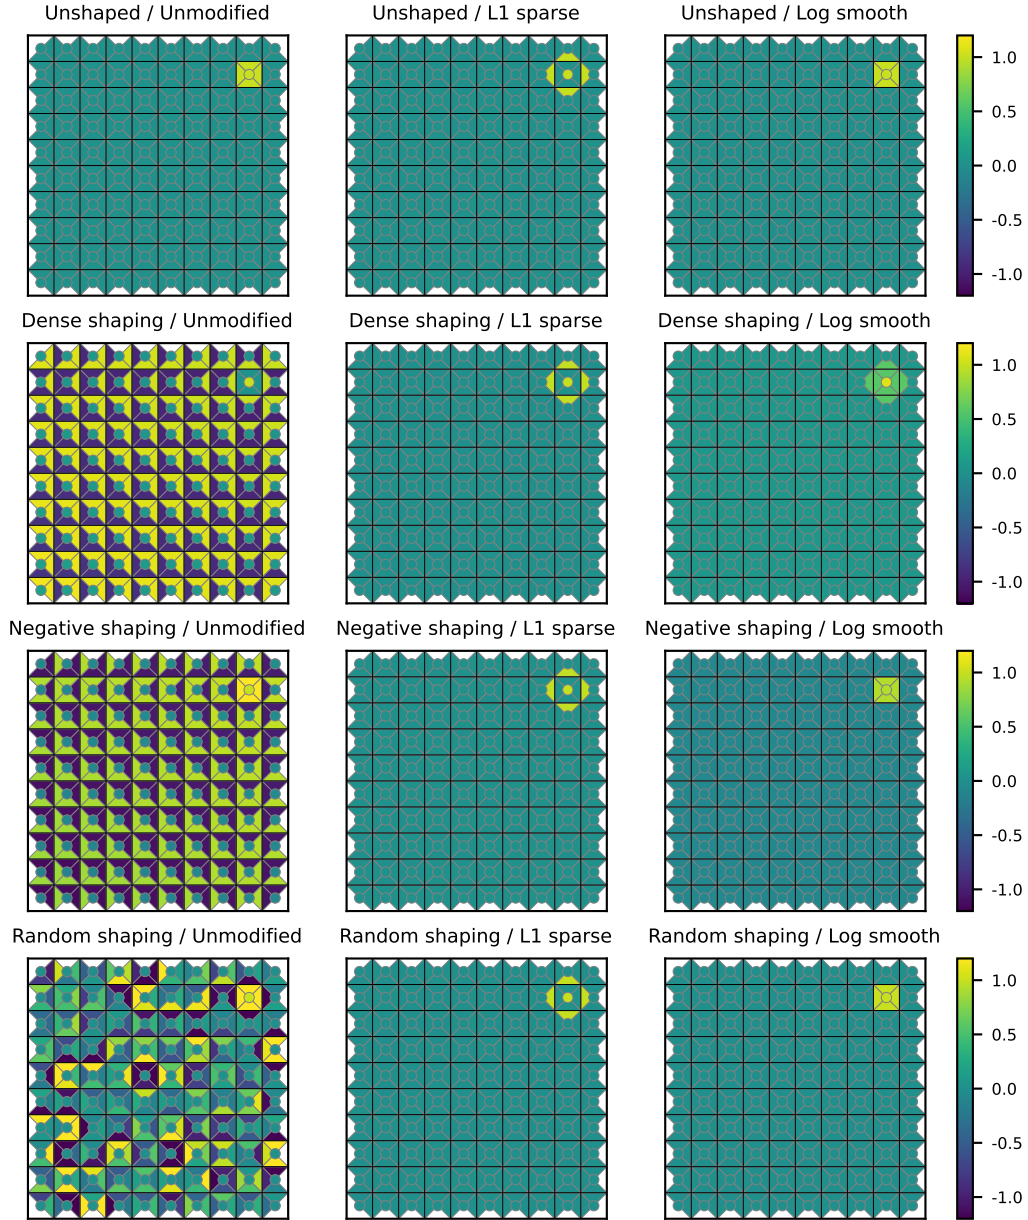 Unshaped / Unmodified
Unshaped / L1 sparse
Unshaped / Log smooth
1.0
0.5
0.0
-0.5
-1.0
Dense shaping / Unmodified
Dense shaping / L1 sparse
Dense shaping / Log smooth
1.0
0.5
0.0
-0.5
-1.0
Negative shaping / Unmodified
Negative shaping / L1 sparse
Negative shaping / Log smooth
1.0
0.5
0.0
-0.5
-1.0
Random shaping / Unmodified
Random shaping / L1 sparse
Random shaping / Log smooth
1.0
0.5
0.0
-0.5
-1.0